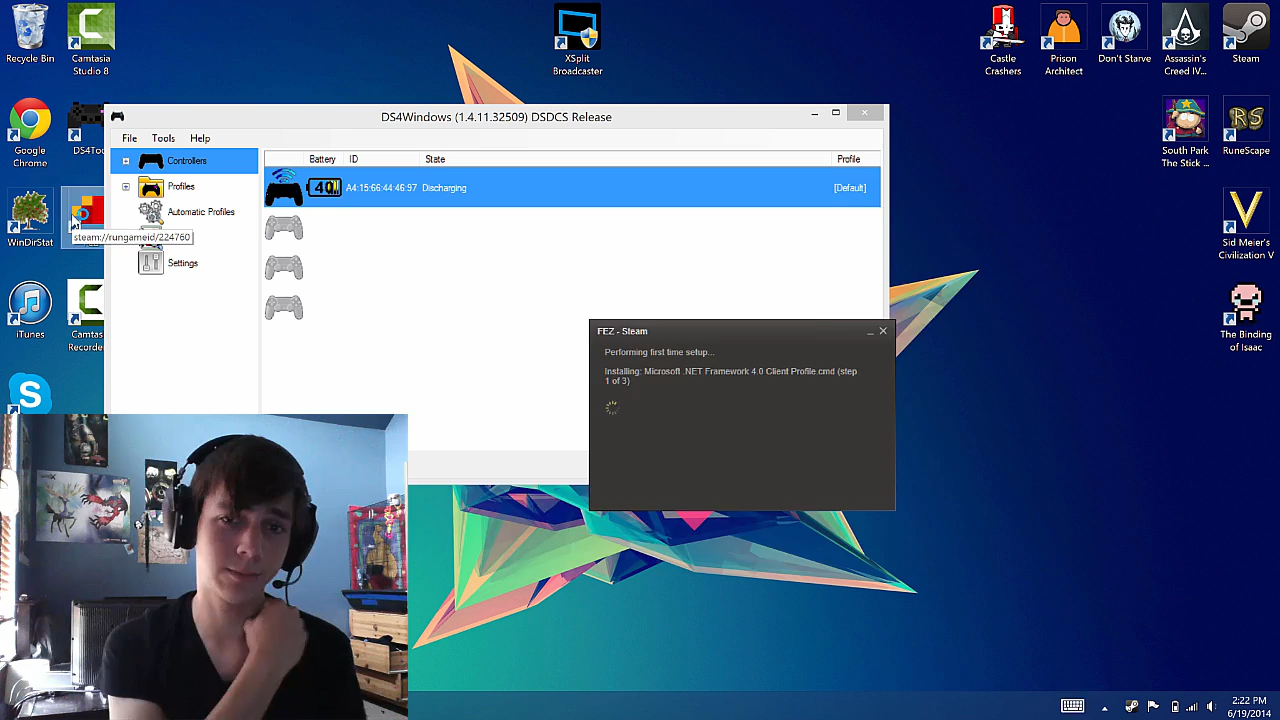 Recycle Bin
Camtasia
Studio 8
XSplit
Broadcaster
Castle
Crashers
Prison
Architect
Don't Starve
Assassin's
Creed IV...
Steam
Google
Chrome
DS4Too
South Park
The Stick ...
RuneScape
WinDirStat
Sid Meier's
Civilization V
iTunes
Camtas
Recorde
The Binding
of Isaac
DS4Windows (1.4.11.32509) DSDCS Release
File Tools Help
Controllers
Profiles
Automatic Profiles
Settings
steam://rungameid/224760
Battery ID State Profile
40 A4:15:66:44:46:97 Discharging [Default]
FEZ - Steam
Performing first time setup...
Installing: Microsoft .NET Framework 4.0 Client Profile.cmd (step
1 of 3)
2:22 PM
6/19/2014